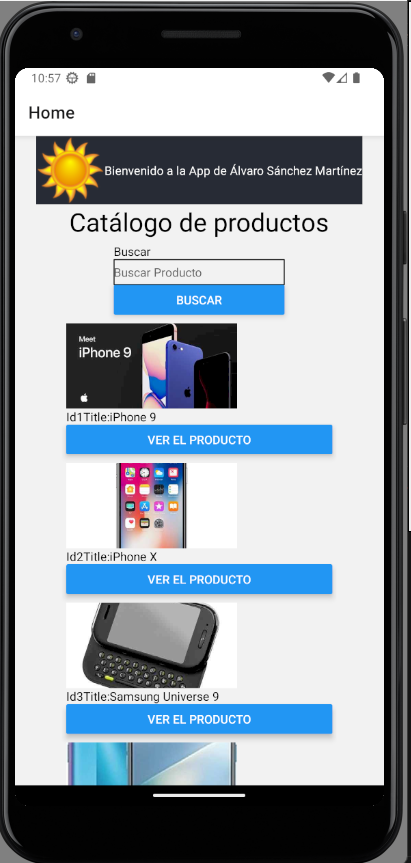 10:57
Home
Bienvenido a la App de Álvaro Sánchez Martínez
Catálogo de productos
Buscar
Buscar Producto
BUSCAR
Meet
iPhone 9
Id1Title:iPhone 9
VER EL PRODUCTO
Id2Title:iPhone X
VER EL PRODUCTO
Id3Title:Samsung Universe 9
VER EL PRODUCTO